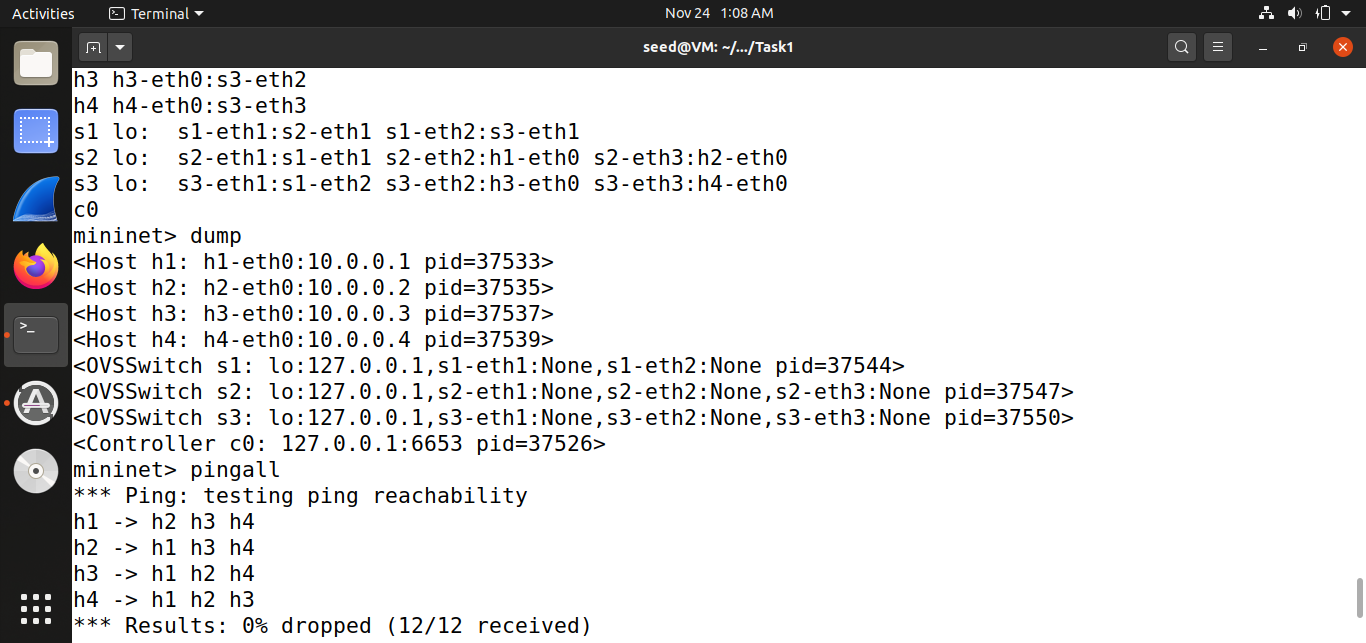 Activities Terminal Nov 24 1:08 AM
seed@VM: ~/.../Task1
h3 h3-eth0:s3-eth2
h4 h4-eth0:s3-eth3
s1 lo:  s1-eth1:s2-eth1 s1-eth2:s3-eth1
s2 lo:  s2-eth1:s1-eth1 s2-eth2:h1-eth0 s2-eth3:h2-eth0
s3 lo:  s3-eth1:s1-eth2 s3-eth2:h3-eth0 s3-eth3:h4-eth0
c0
mininet> dump
<Host h1: h1-eth0:10.0.0.1 pid=37533>
<Host h2: h2-eth0:10.0.0.2 pid=37535>
<Host h3: h3-eth0:10.0.0.3 pid=37537>
<Host h4: h4-eth0:10.0.0.4 pid=37539>
<OVSSwitch s1: lo:127.0.0.1,s1-eth1:None,s1-eth2:None pid=37544>
<OVSSwitch s2: lo:127.0.0.1,s2-eth1:None,s2-eth2:None,s2-eth3:None pid=37547>
<OVSSwitch s3: lo:127.0.0.1,s3-eth1:None,s3-eth2:None,s3-eth3:None pid=37550>
<Controller c0: 127.0.0.1:6653 pid=37526>
mininet> pingall
*** Ping: testing ping reachability
h1 -> h2 h3 h4
h2 -> h1 h3 h4
h3 -> h1 h2 h4
h4 -> h1 h2 h3
*** Results: 0% dropped (12/12 received)